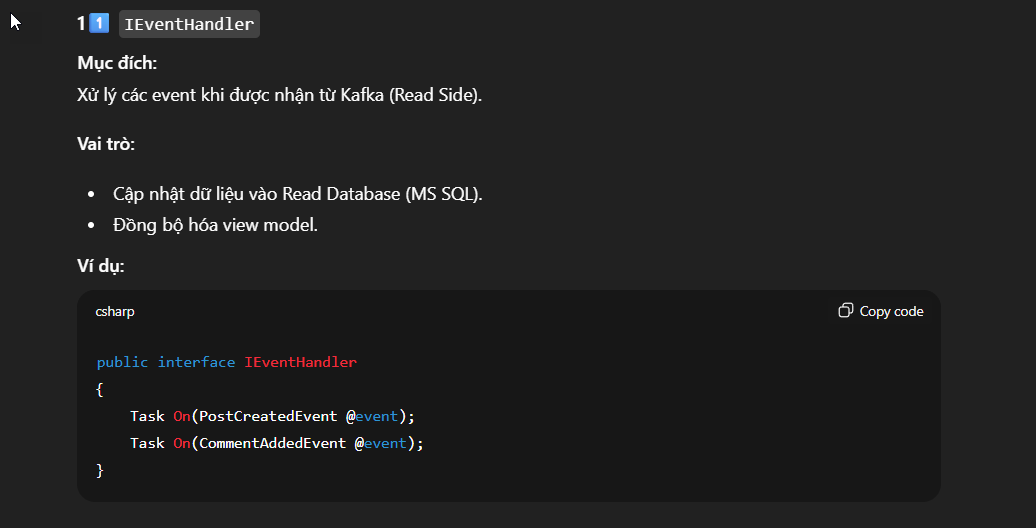 11️⃣ IEventHandler
Mục đích:
Xử lý các event khi được nhận từ Kafka (Read Side).
Vai trò:
• Cập nhật dữ liệu vào Read Database (MS SQL).
• Đồng bộ hóa view model.
Ví dụ:
csharp Copy code
public interface IEventHandler
{
    Task On(PostCreatedEvent @event);
    Task On(CommentAddedEvent @event);
}